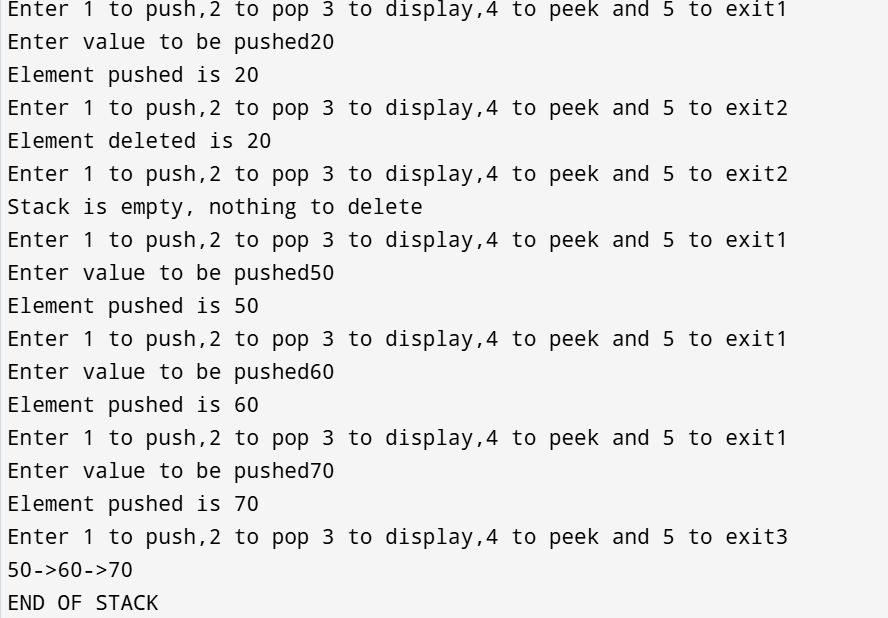 Enter 1 to push,2 to pop 3 to display,4 to peek and 5 to exit1
Enter value to be pushed20
Element pushed is 20
Enter 1 to push,2 to pop 3 to display,4 to peek and 5 to exit2
Element deleted is 20
Enter 1 to push,2 to pop 3 to display,4 to peek and 5 to exit2
Stack is empty, nothing to delete
Enter 1 to push,2 to pop 3 to display,4 to peek and 5 to exit1
Enter value to be pushed50
Element pushed is 50
Enter 1 to push,2 to pop 3 to display,4 to peek and 5 to exit1
Enter value to be pushed60
Element pushed is 60
Enter 1 to push,2 to pop 3 to display,4 to peek and 5 to exit1
Enter value to be pushed70
Element pushed is 70
Enter 1 to push,2 to pop 3 to display,4 to peek and 5 to exit3
50->60->70
END OF STACK